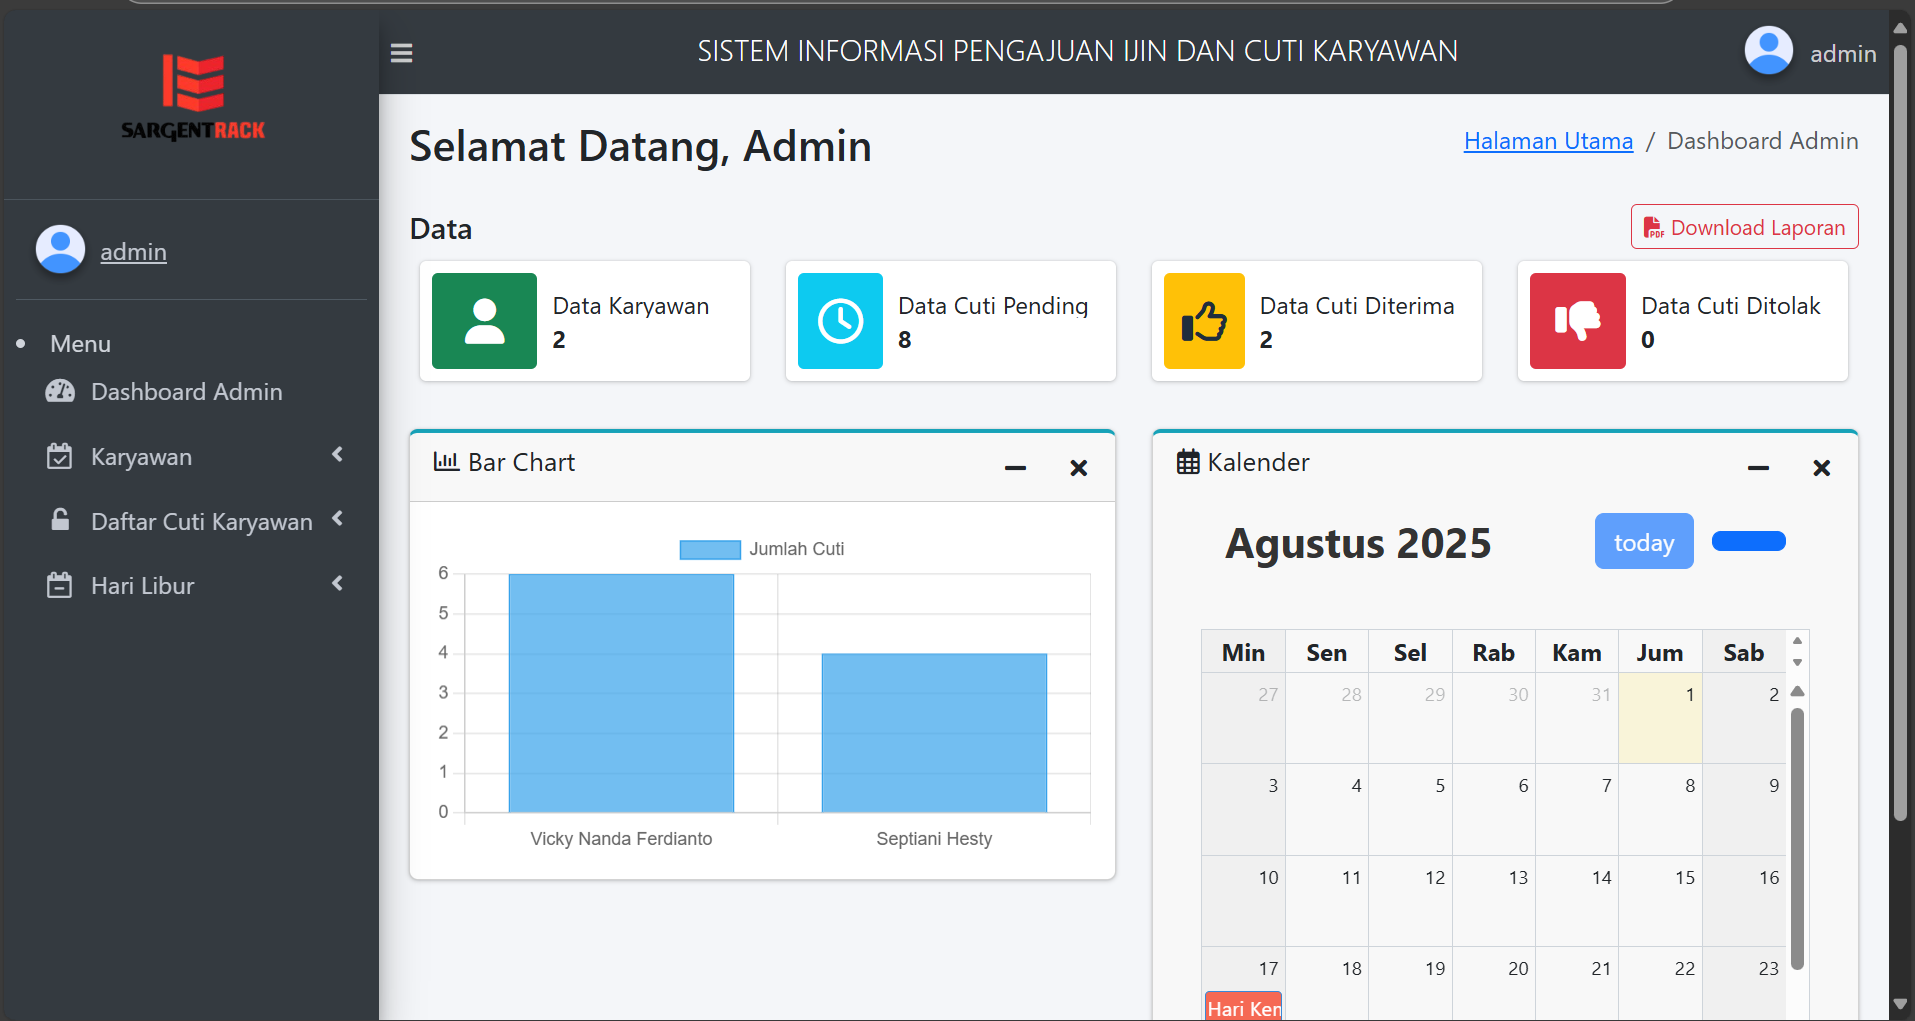 SARGENTRACK
admin
Menu
Dashboard Admin
Karyawan
Daftar Cuti Karyawan
Hari Libur
SISTEM INFORMASI PENGAJUAN IJIN DAN CUTI KARYAWAN
admin
Selamat Datang, Admin
Halaman Utama / Dashboard Admin
Data
PDF Download Laporan
Data Karyawan
2
Data Cuti Pending
8
Data Cuti Diterima
2
Data Cuti Ditolak
0
Bar Chart
Jumlah Cuti
6
5
4
3
2
1
0
Vicky Nanda Ferdianto
Septiani Hesty
Kalender
Agustus 2025
today
Min Sen Sel Rab Kam Jum Sab
27 28 29 30 31 1 2
3 4 5 6 7 8 9
10 11 12 13 14 15 16
17 18 19 20 21 22 23
Hari Ken